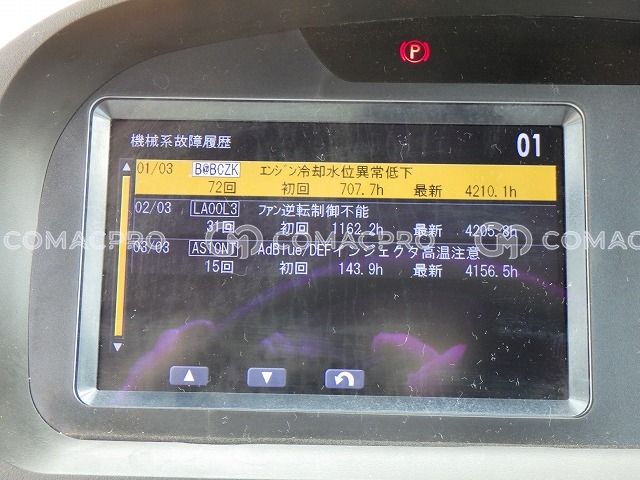 P
機械系故障履歴 01
01/03 B@BCZK エンジン冷却水位異常低下
72回 初回 707.7h 最新 4210.1h
02/03 LA00L3 ファン逆転制御不能
31回 初回 1162.2h 最新 4205.8h
COMACPRO COMACPRO COMACPRO
03/03 AS10NT AdBlue/DEFインジェクタ高温注意
15回 初回 143.9h 最新 4156.5h